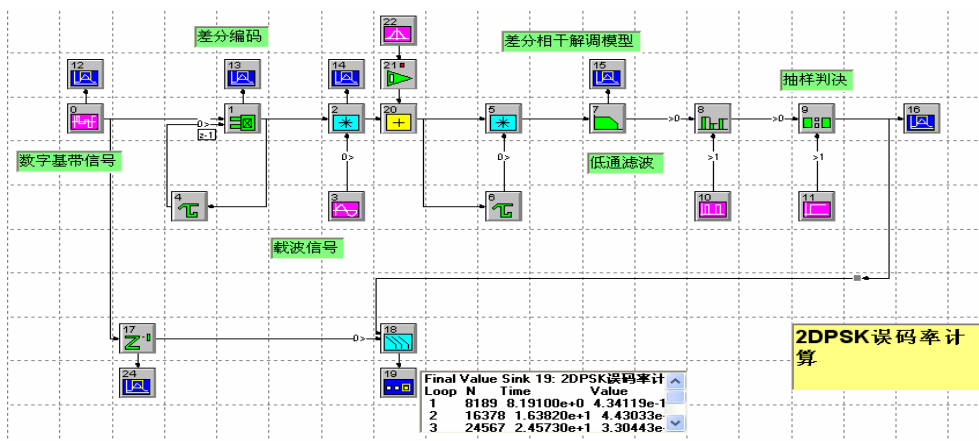 22
差分编码
差分相干解调模型
12
13
14
21
15
抽样判决
0
1
2
20
5
7
8
9
16
0>
z-1
>0
>0
数字基带信号
0>
0>
低通滤波
>1
>1
4
3
6
10
11
载波信号
17
0>
18
2DPSK误码率计
算
24
19
Final Value Sink 19: 2DPSK误码率计
Loop N Time Value
1 8189 8.19100e+0 4.34119e-1
2 16378 1.63820e+1 4.43033e-
3 24567 2.45730e+1 3.30443e-